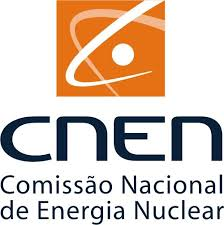 CNEN
Comissão Nacional
de Energia Nuclear